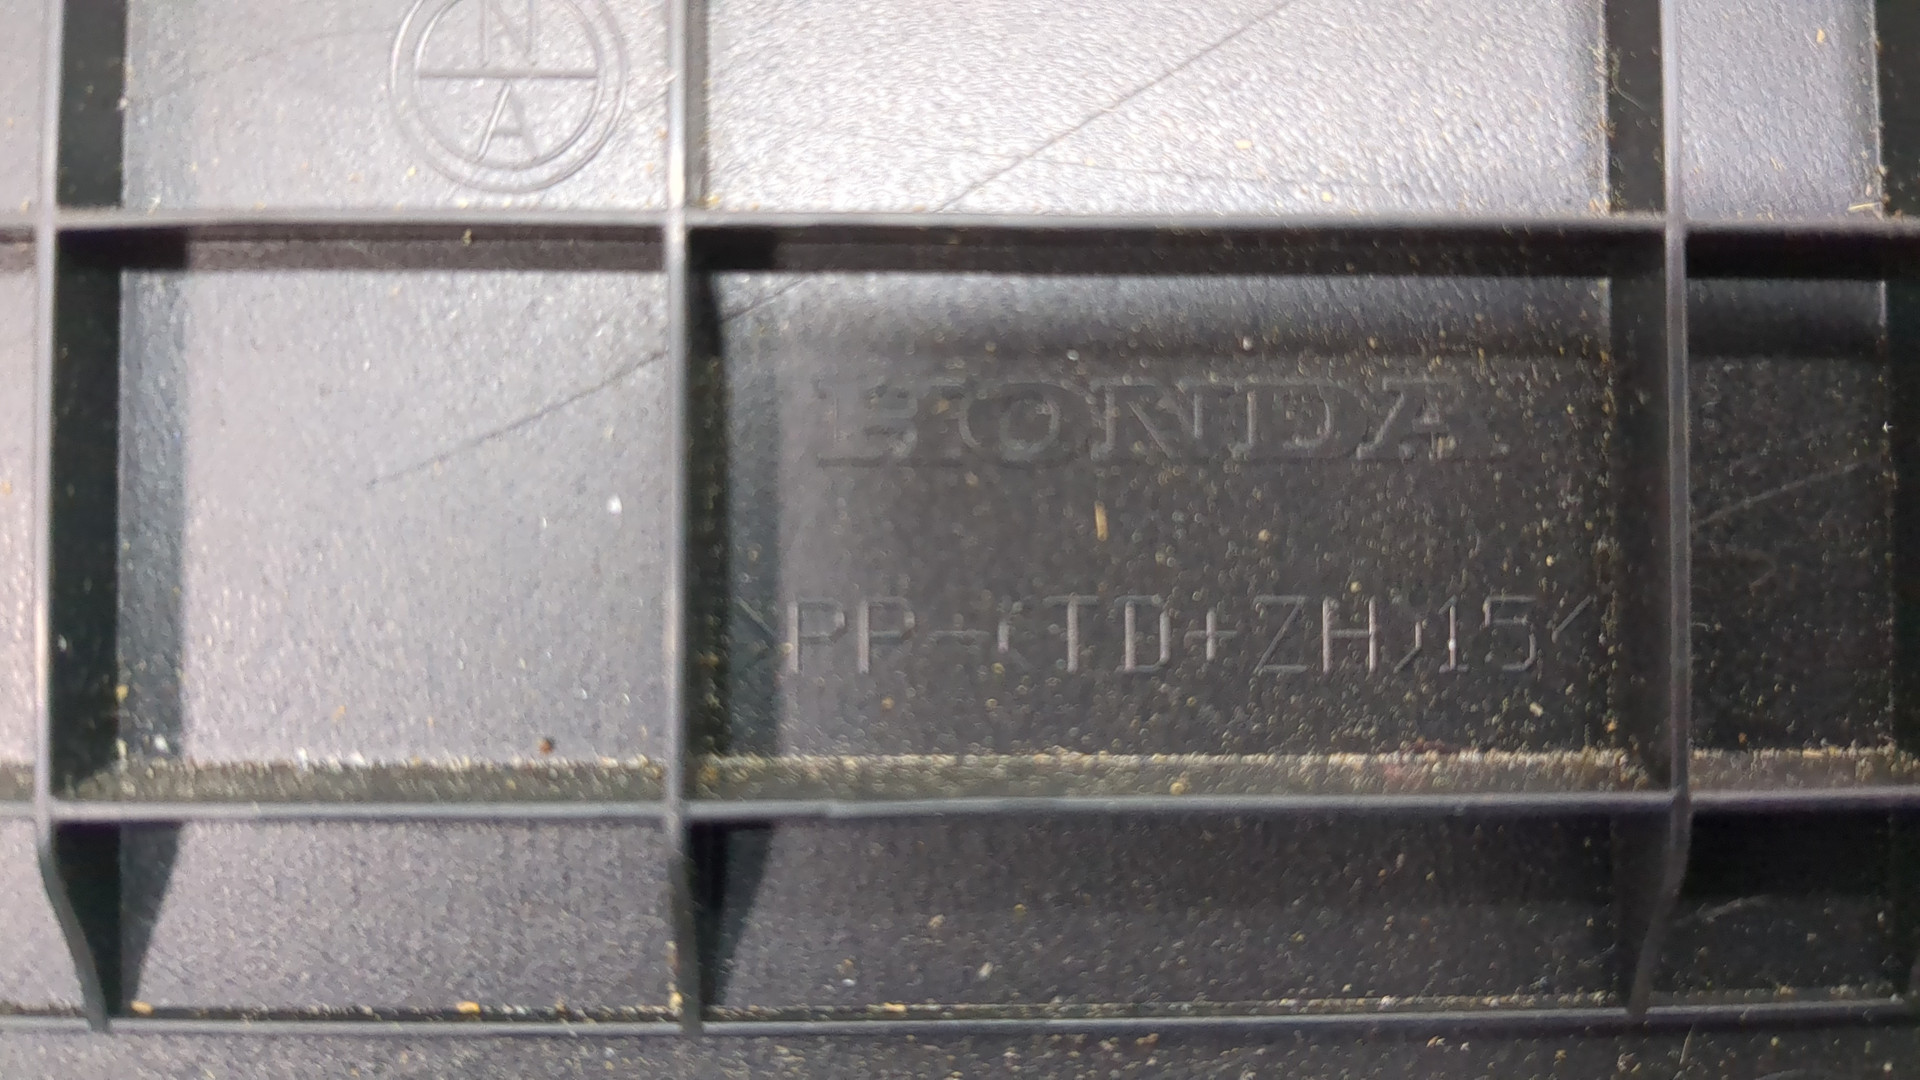 N
A
HONDA
>PP-(TD+ZH)15<